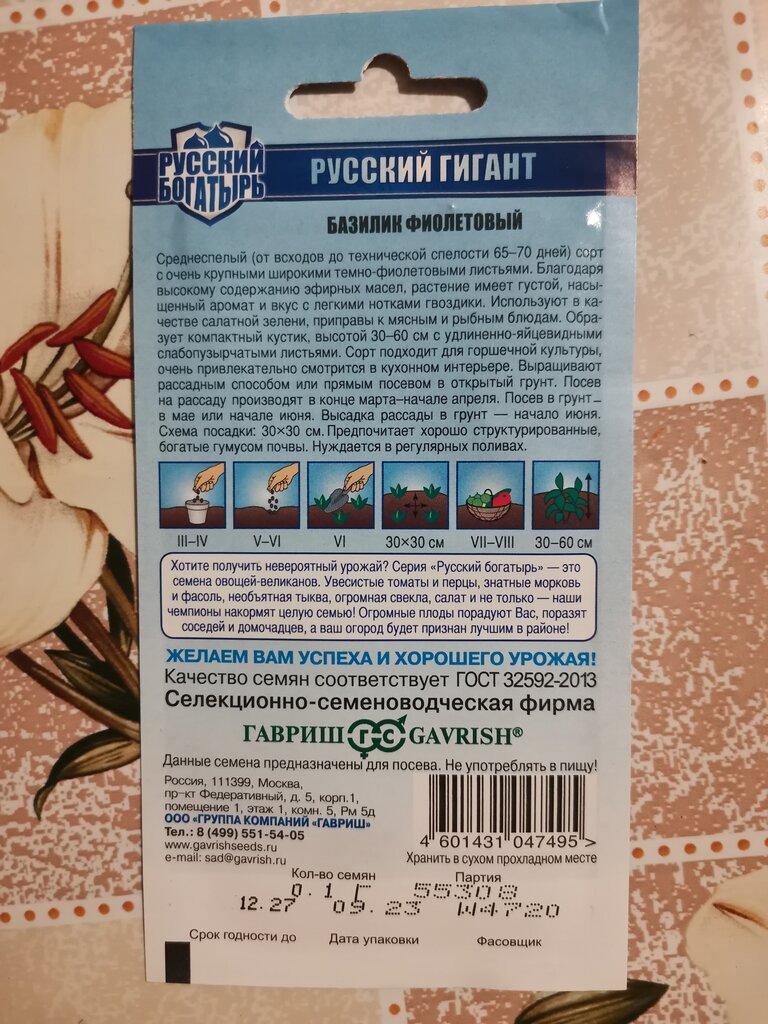 РУССКИЙ
БОГАТЫРЬ
РУССКИЙ ГИГАНТ
БАЗИЛИК ФИОЛЕТОВЫЙ
Среднеспелый (от всходов до технической спелости 65–70 дней) сорт
с очень крупными широкими темно-фиолетовыми листьями. Благодаря
высокому содержанию эфирных масел, растение имеет густой, насы-
щенный аромат и вкус с легкими нотками гвоздики. Используют в ка-
честве салатной зелени, приправы к мясным и рыбным блюдам. Обра-
зует компактный кустик, высотой 30–60 см с удлиненно-яйцевидными
слабопузырчатыми листьями. Сорт подходит для горшечной культуры,
очень привлекательно смотрится в кухонном интерьере. Выращивают
рассадным способом или прямым посевом в открытый грунт. Посев
на рассаду производят в конце марта–начале апреля. Посев в грунт –
в мае или начале июня. Высадка рассады в грунт — начало июня.
Схема посадки: 30×30 см. Предпочитает хорошо структурированные,
богатые гумусом почвы. Нуждается в регулярных поливах.
III–IV V–VI VI 30×30 см VII–VIII 30–60 см
Хотите получить невероятный урожай? Серия «Русский богатырь» — это
семена овощей-великанов. Увесистые томаты и перцы, знатные морковь
и фасоль, необъятная тыква, огромная свекла, салат и не только — наши
чемпионы накормят целую семью! Огромные плоды порадуют Вас, поразят
соседей и домочадцев, а ваш огород будет признан лучшим в районе!
ЖЕЛАЕМ ВАМ УСПЕХА И ХОРОШЕГО УРОЖАЯ!
Качество семян соответствует ГОСТ 32592-2013
Селекционно-семеноводческая фирма
ГАВРИШ ГС GAVRISH®
Данные семена предназначены для посева. Не употреблять в пищу!
Россия, 111399, Москва,
пр-кт Федеративный, д. 5, корп.1,
помещение 1, этаж 1, комн. 5, Рм 5д
ООО «ГРУППА КОМПАНИЙ «ГАВРИШ»
Тел.: 8 (499) 551-54-05
www.gavrishseeds.ru
e-mail: sad@gavrish.ru
4 601431 047495 >
Хранить в сухом прохладном месте
Кол-во семян Партия
0.1 Г 55308
12.27 09.23 W4720
Срок годности до Дата упаковки Фасовщик